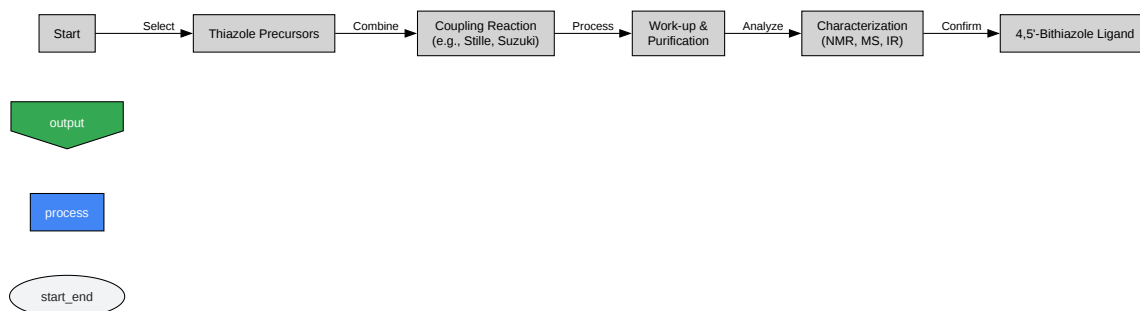 Start
Select
Thiazole Precursors
Combine
Coupling Reaction
(e.g., Stille, Suzuki)
Process
Work-up &
Purification
Analyze
Characterization
(NMR, MS, IR)
Confirm
4,5'-Bithiazole Ligand
output
process
start_end